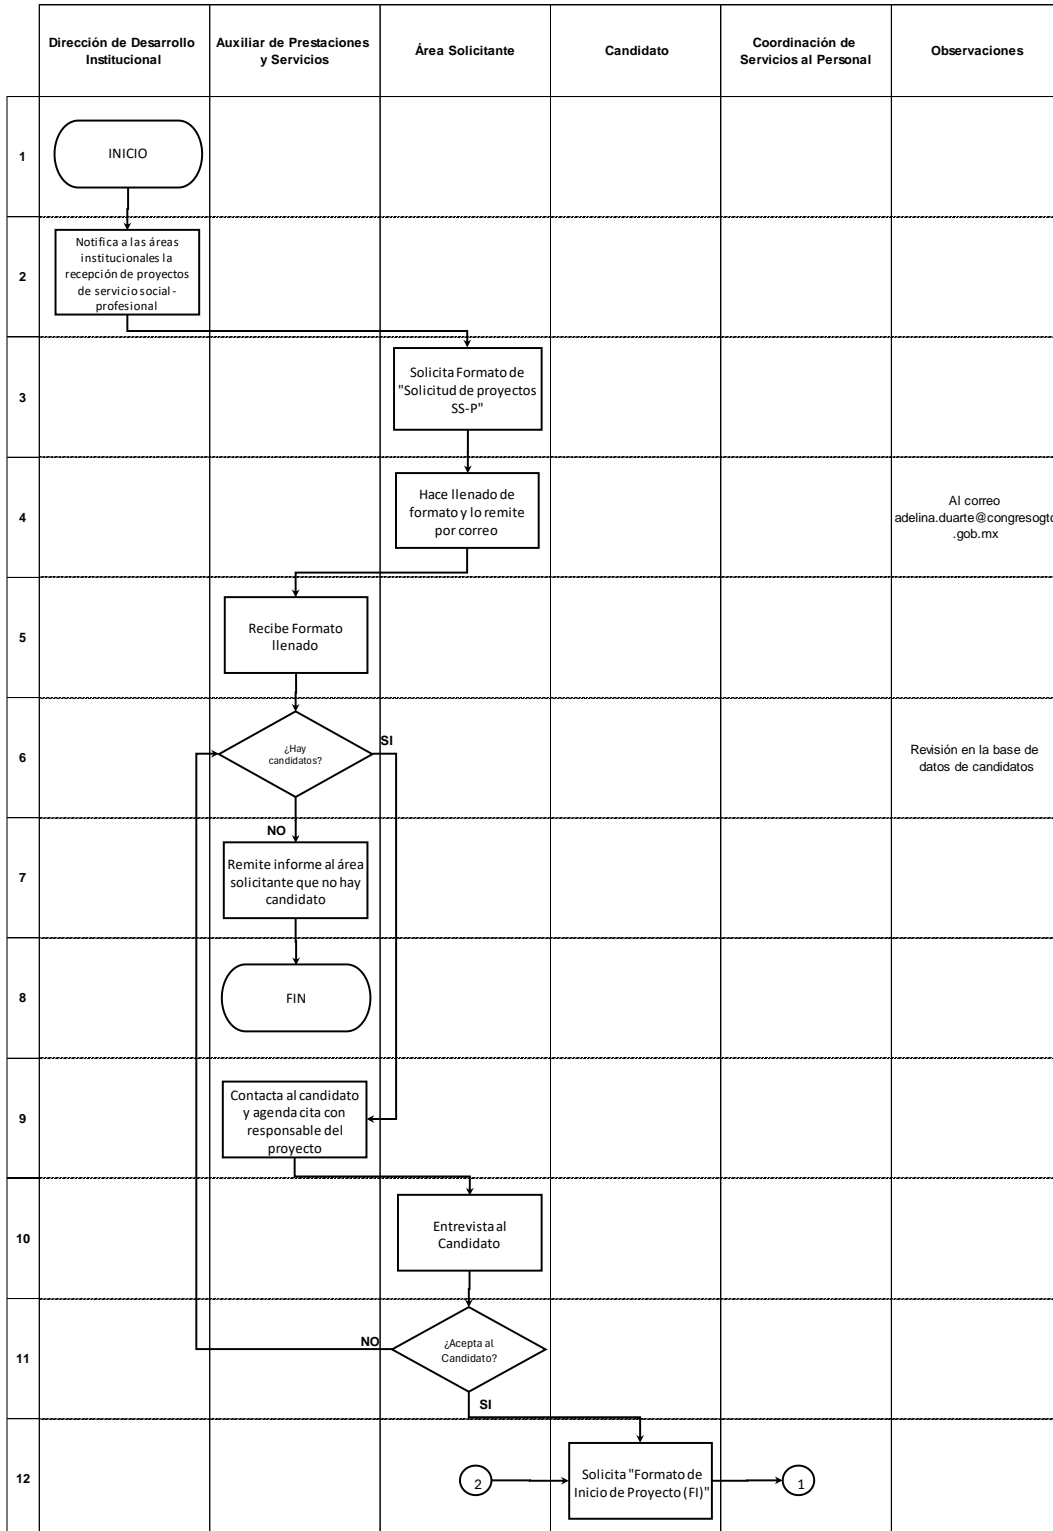 Dirección de Desarrollo
Institucional
Auxiliar de Prestaciones
y Servicios
Área Solicitante
Candidato
Coordinación de
Servicios al Personal
Observaciones
1
INICIO
2
Notifica a las áreas
institucionales la
recepción de proyectos
de servicio social -
profesional
3
Solicita Formato de
"Solicitud de proyectos
SS-P"
4
Hace llenado de
formato y lo remite
por correo
Al correo
adelina.duarte@congresogto
.gob.mx
5
Recibe Formato
llenado
6
¿Hay
candidatos?
SI
Revisión en la base de
datos de candidatos
NO
7
Remite informe al área
solicitante que no hay
candidato
8
FIN
9
Contacta al candidato
y agenda cita con
responsable del
proyecto
10
Entrevista al
Candidato
11
NO
¿Acepta al
Candidato?
SI
12
2
Solicita "Formato de
Inicio de Proyecto (FI)"
1